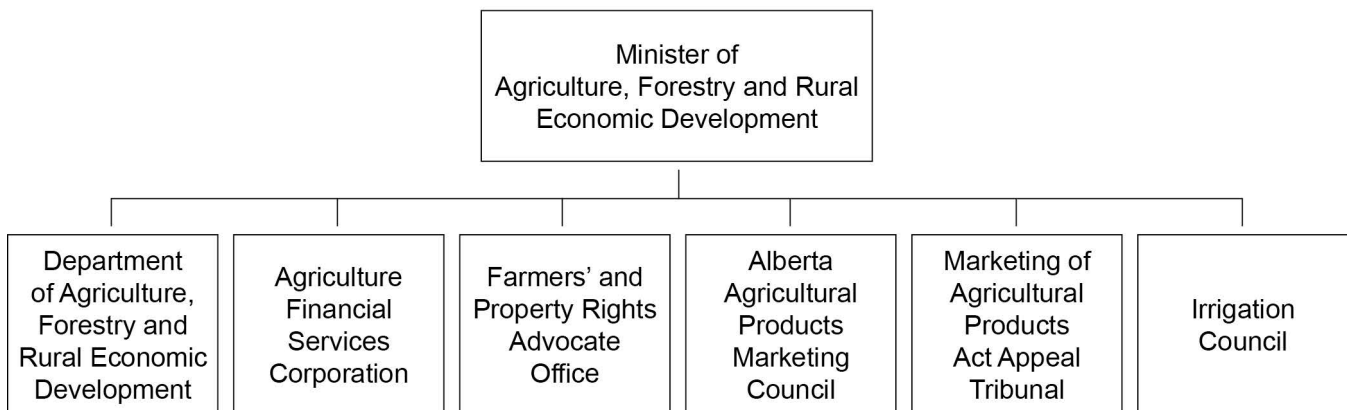 Minister of
Agriculture, Forestry and Rural
Economic Development
Department
of Agriculture,
Forestry and
Rural Economic
Development
Agriculture
Financial
Services
Corporation
Farmers’ and
Property Rights
Advocate
Office
Alberta
Agricultural
Products
Marketing
Council
Marketing of
Agricultural
Products
Act Appeal
Tribunal
Irrigation
Council